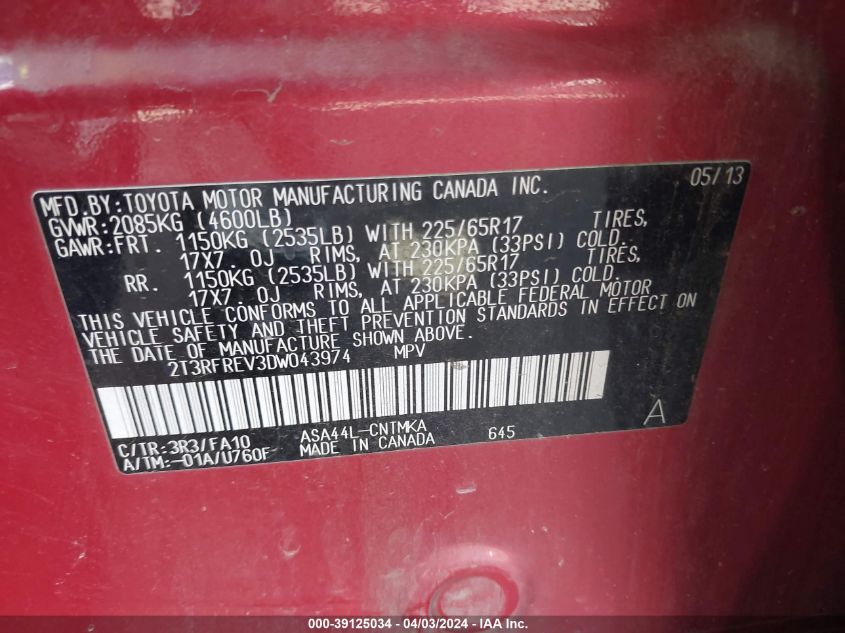 MFD.BY:TOYOTA MOTOR MANUFACTURING CANADA INC. 05/13
GVWR:2085KG (4600LB)
GAWR:FRT. 1150KG (2535LB) WITH 225/65R17 TIRES,
17X7.0J RIMS, AT 230KPA (33PSI) COLD.
RR. 1150KG (2535LB) WITH 225/65R17 TIRES,
17X7.0J RIMS, AT 230KPA (33PSI) COLD.
THIS VEHICLE CONFORMS TO ALL APPLICABLE FEDERAL MOTOR
VEHICLE SAFETY AND THEFT PREVENTION STANDARDS IN EFFECT ON
THE DATE OF MANUFACTURE SHOWN ABOVE.
2T3RFREV3DW043974 MPV
C/TR:3R3/FA10 ASA44L-CNTMKA 645 A
A/TM:-01A/U760F MADE IN CANADA
000-39125034 - 04/03/2024 - IAA Inc.